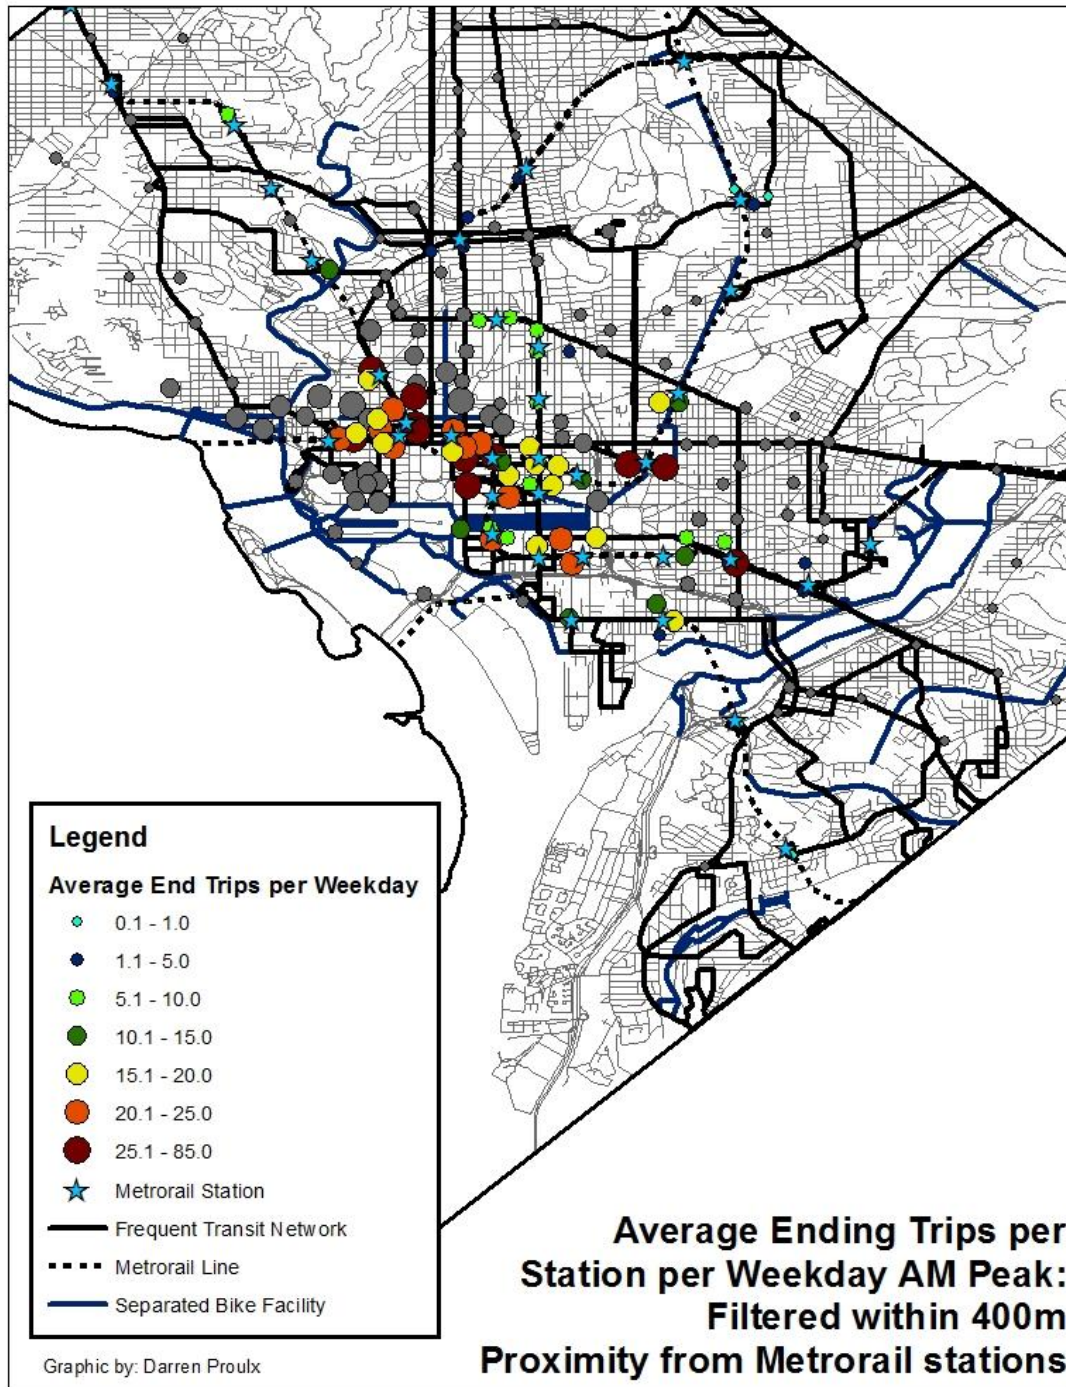 Legend
Average End Trips per Weekday
0.1 - 1.0
1.1 - 5.0
5.1 - 10.0
10.1 - 15.0
15.1 - 20.0
20.1 - 25.0
25.1 - 85.0
Metrorail Station
Frequent Transit Network
Metrorail Line
Separated Bike Facility
Graphic by: Darren Proulx
Average Ending Trips per
Station per Weekday AM Peak:
Filtered within 400m
Proximity from Metrorail stations